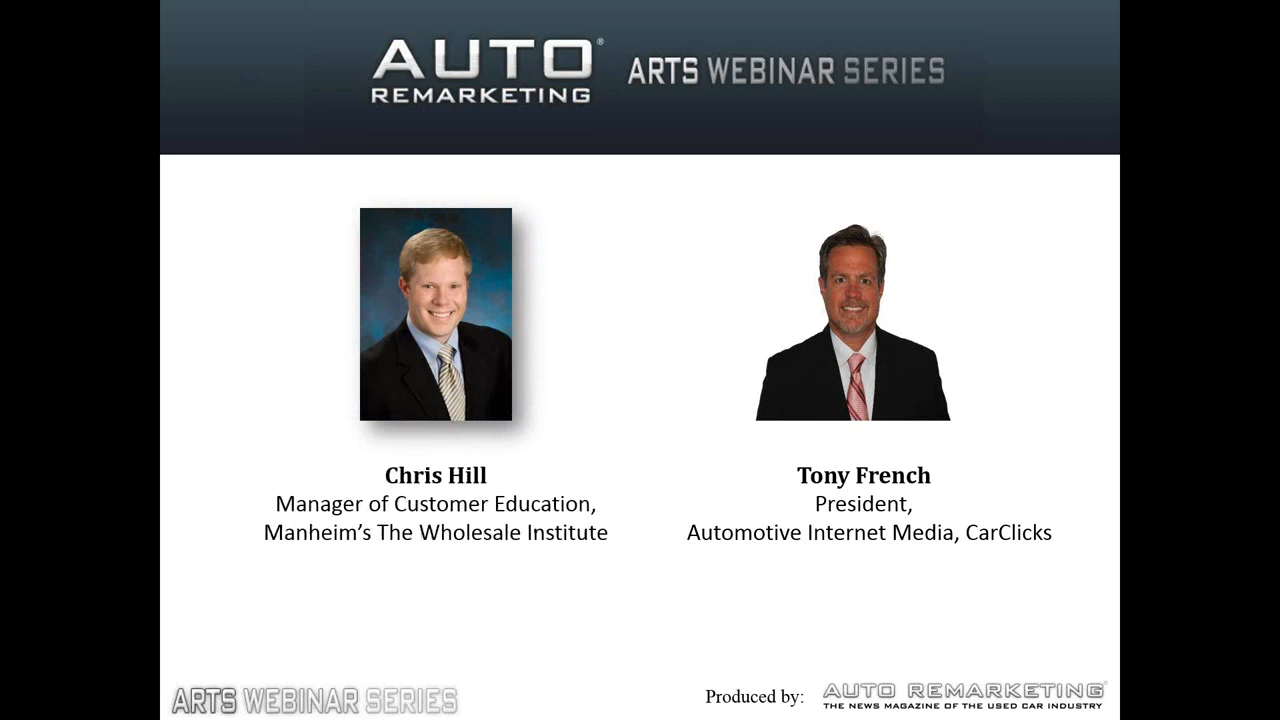 AUTO®
REMARKETING
ARTS WEBINAR SERIES
Chris Hill
Manager of Customer Education,
Manheim’s The Wholesale Institute
Tony French
President,
Automotive Internet Media, CarClicks
ARTS WEBINAR SERIES
Produced by:
AUTO REMARKETING®
THE NEWS MAGAZINE OF THE USED CAR INDUSTRY